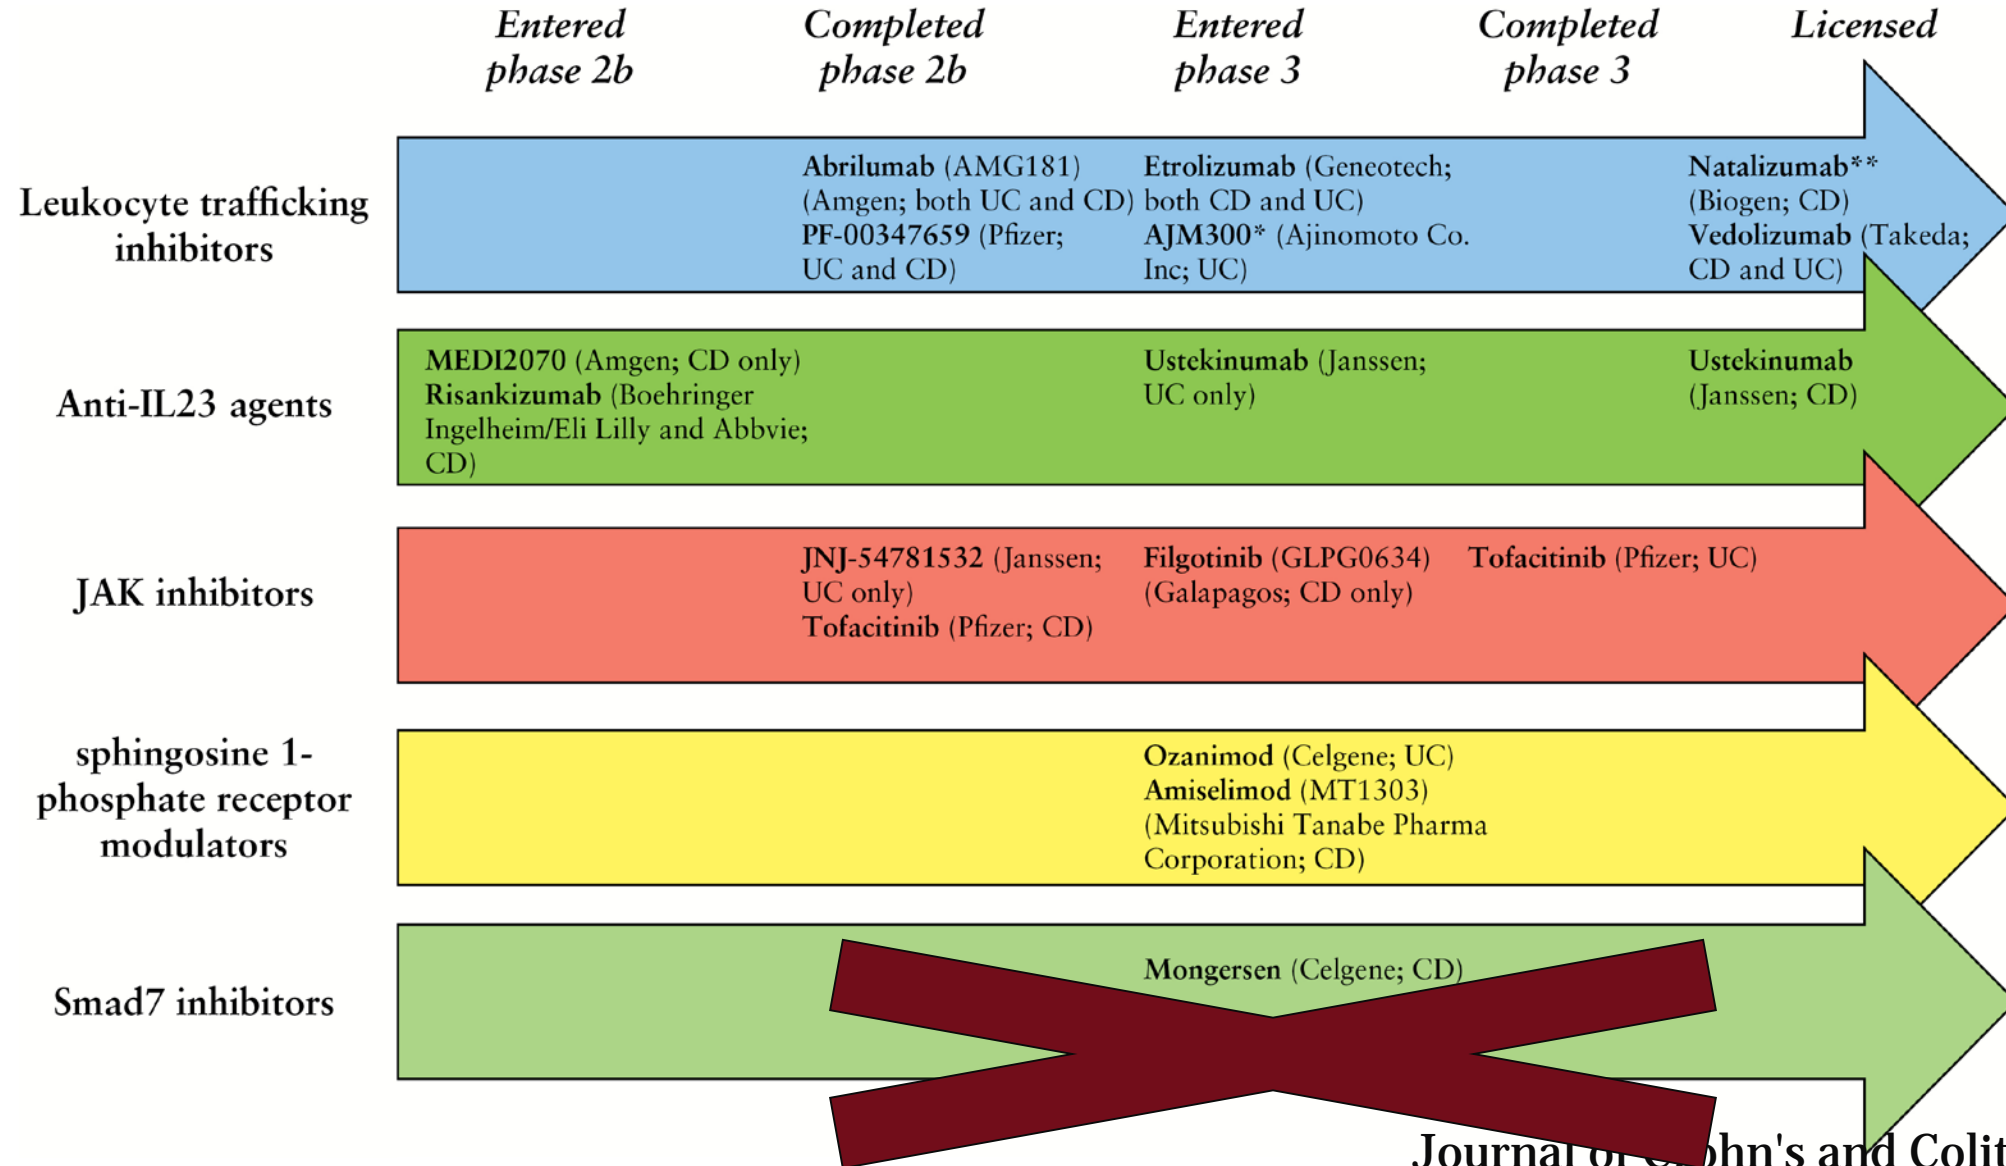 Entered phase 2b
Completed phase 2b
Entered phase 3
Completed phase 3
Licensed
Leukocyte trafficking
inhibitors
Abrilumab (AMG181)
(Amgen; both UC and CD)
PF-00347659 (Pfizer;
UC and CD)
Etrolizumab (Geneotech;
both CD and UC)
AJM300* (Ajinomoto Co.
Inc; UC)
Natalizumab**
(Biogen; CD)
Vedolizumab (Takeda;
CD and UC)
Anti-IL23 agents
MEDI2070 (Amgen; CD only)
Risankizumab (Boehringer
Ingelheim/Eli Lilly and Abbvie;
CD)
Ustekinumab (Janssen;
UC only)
Ustekinumab
(Janssen; CD)
JAK inhibitors
JNJ-54781532 (Janssen;
UC only)
Tofacitinib (Pfizer; CD)
Filgotinib (GLPG0634)
(Galapagos; CD only)
Tofacitinib (Pfizer; UC)
sphingosine 1-
phosphate receptor
modulators
Ozanimod (Celgene; UC)
Amiselimod (MT1303)
(Mitsubishi Tanabe Pharma
Corporation; CD)
Smad7 inhibitors
Mongersen (Celgene; CD)
Journal of and